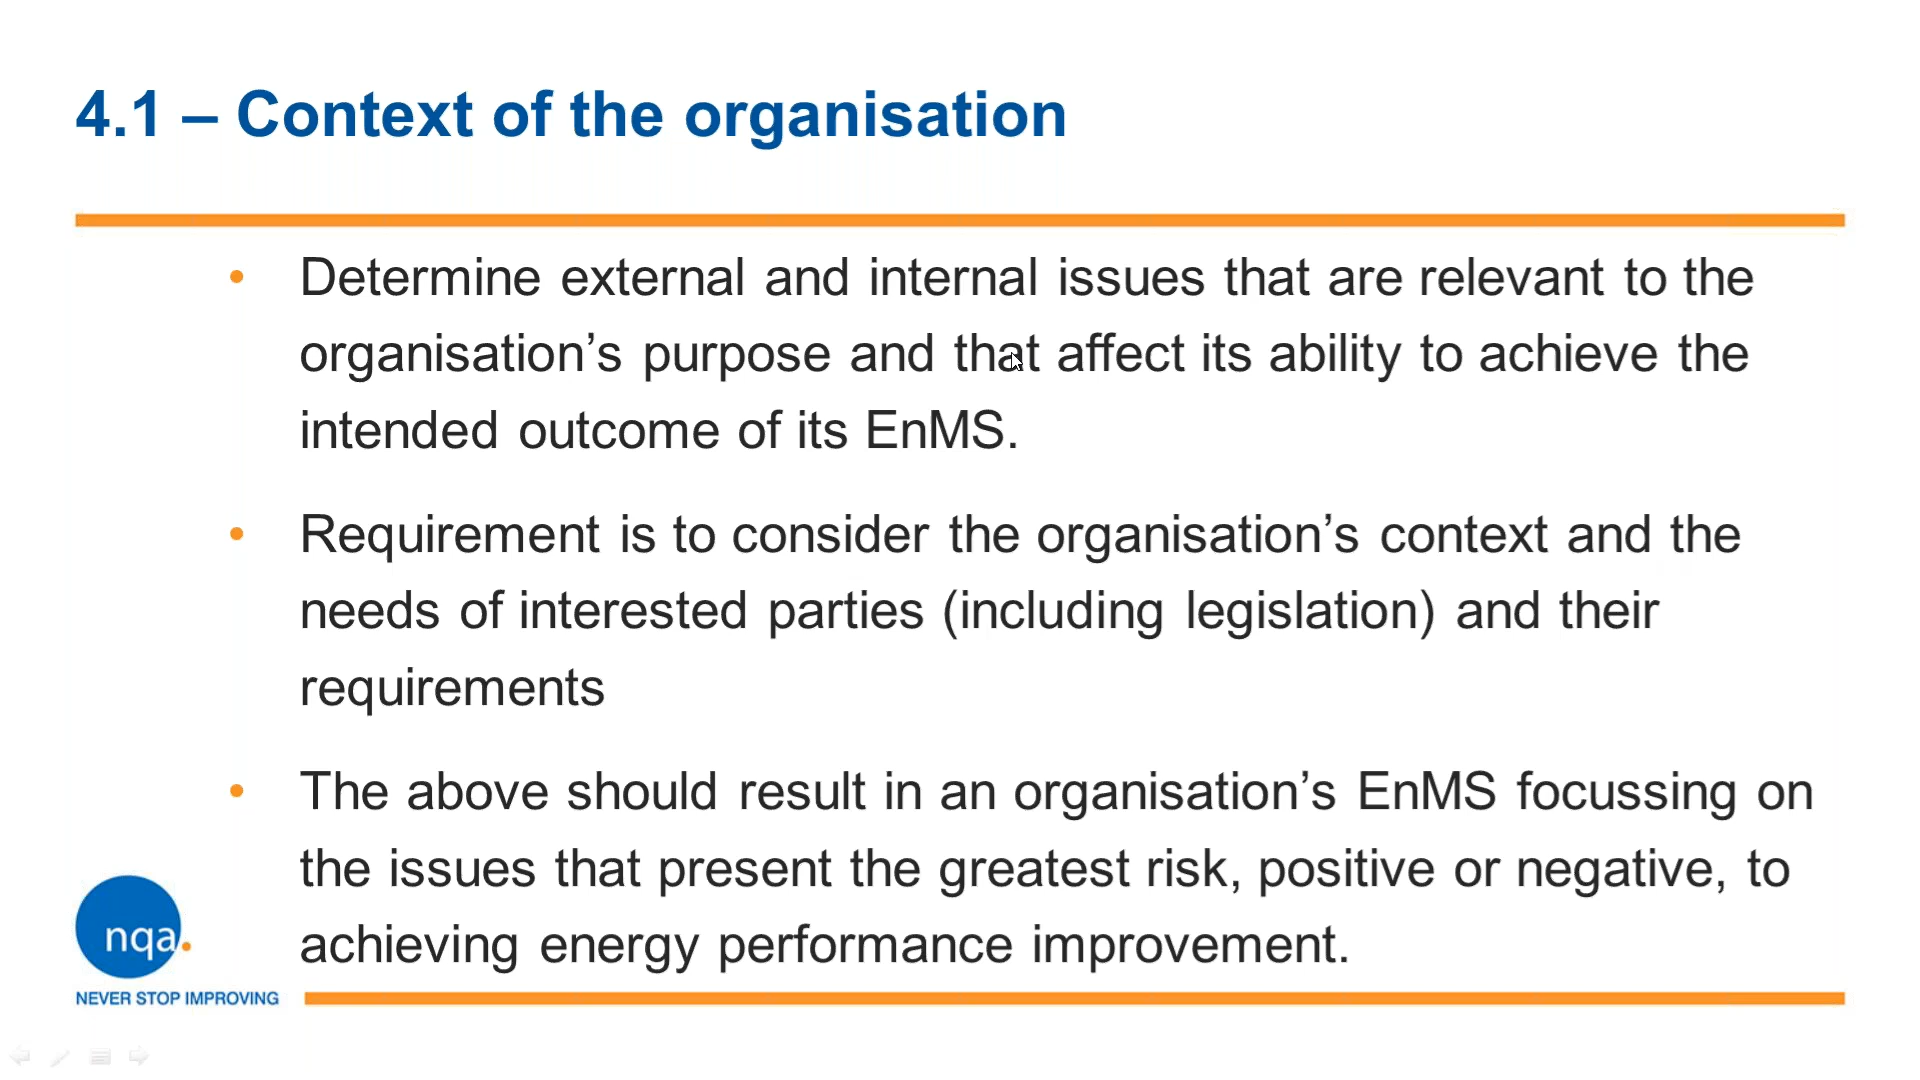 4.1 – Context of the organisation
• Determine external and internal issues that are relevant to the
organisation’s purpose and that affect its ability to achieve the
intended outcome of its EnMS.
• Requirement is to consider the organisation’s context and the
needs of interested parties (including legislation) and their
requirements
• The above should result in an organisation’s EnMS focussing on
the issues that present the greatest risk, positive or negative, to
achieving energy performance improvement.
nqa.
NEVER STOP IMPROVING